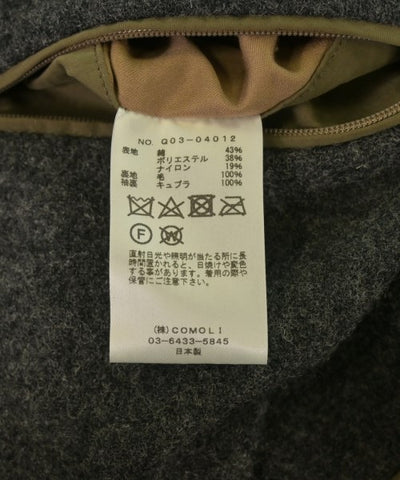 NO. Q03-04012
表地 綿 43%
ポリエステル 38%
ナイロン 19%
裏地 毛 100%
袖裏 キュプラ 100%
F W
直射日光や照明が当たる所に長
時間置かれると、日焼けや変色
する事があります。着用の際や
保管にご注意下さい。
(株) COMOLI
03-6433-5845
日本製